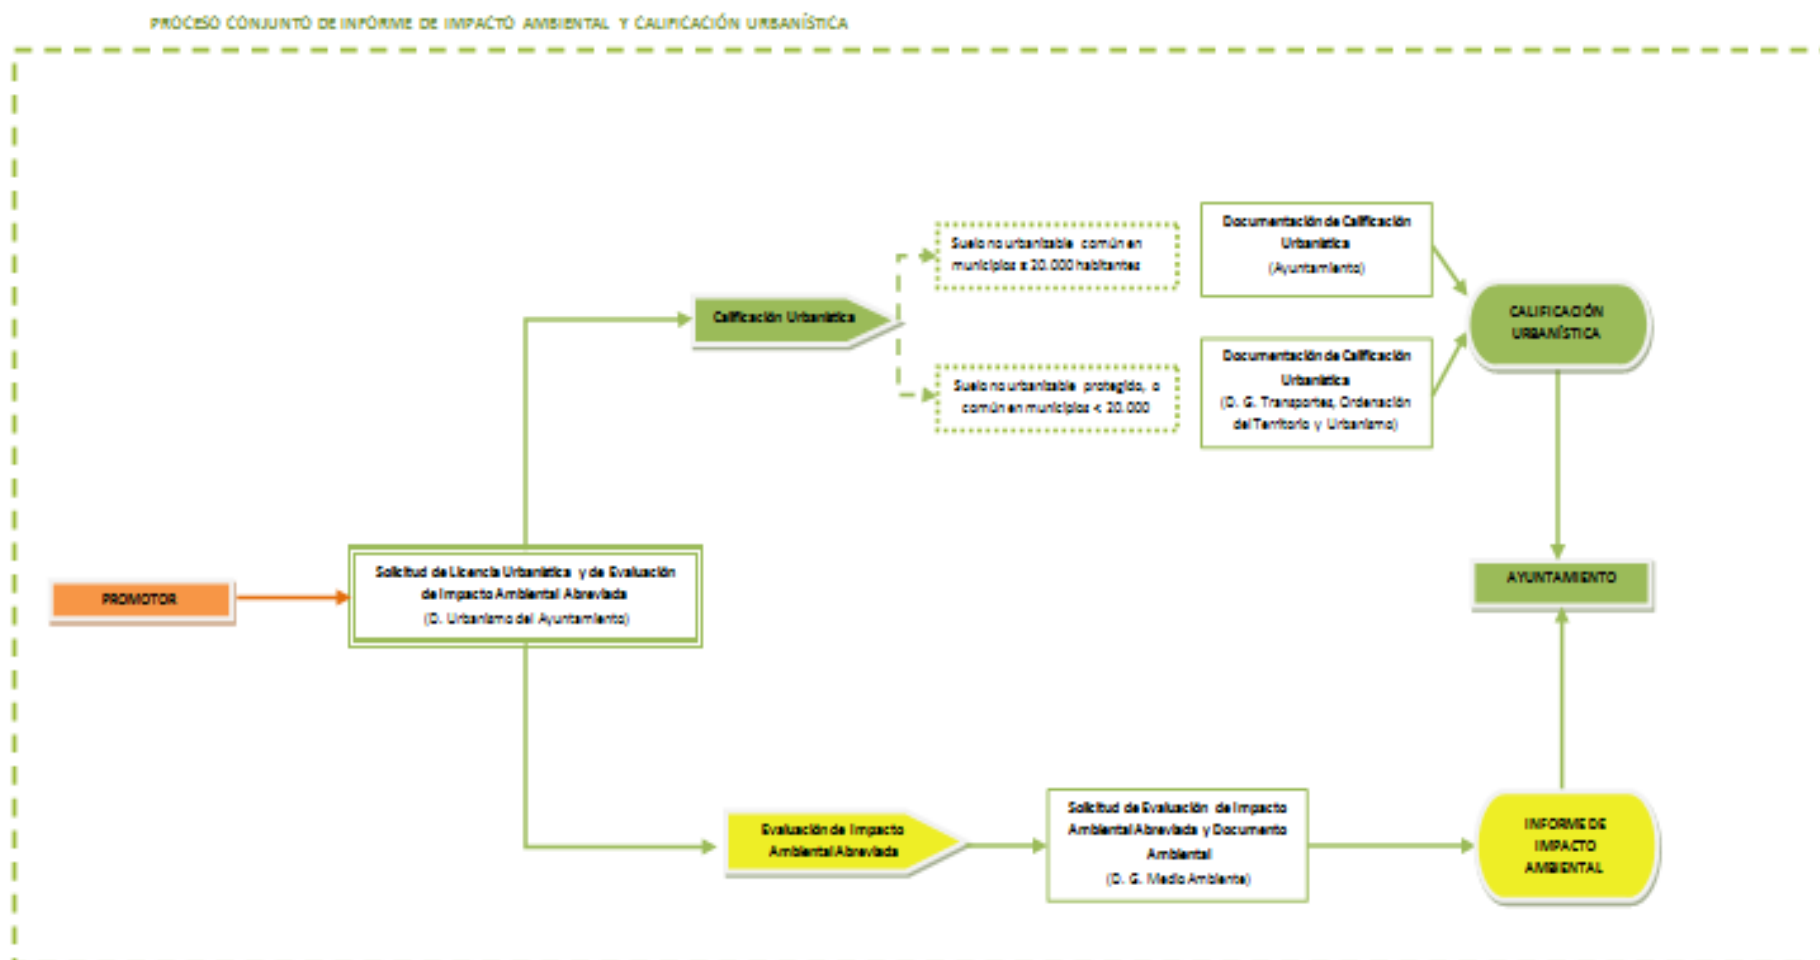 PROCESO CONJUNTO DE INFORME DE IMPACTO AMBIENTAL Y CALIFICACIÓN URBANÍSTICA
Suelo no urbanizable común en
municipios ≥ 20.000 habitantes
Documentación de Calificación
Urbanística
(Ayuntamiento)
Calificación Urbanística
CALIFICACIÓN
URBANÍSTICA
Suelo no urbanizable protegido, o
común en municipios < 20.000
Documentación de Calificación
Urbanística
(D. G. Transportes, Ordenación
del Territorio y Urbanismo)
PROMOTOR
Solicitud de Licencia Urbanística y de Evaluación
de Impacto Ambiental Abreviada
(D. Urbanismo del Ayuntamiento)
AYUNTAMIENTO
Evaluación de Impacto
Ambiental Abreviada
Solicitud de Evaluación de Impacto
Ambiental Abreviada y Documento
Ambiental
(D. G. Medio Ambiente)
INFORME DE
IMPACTO
AMBIENTAL